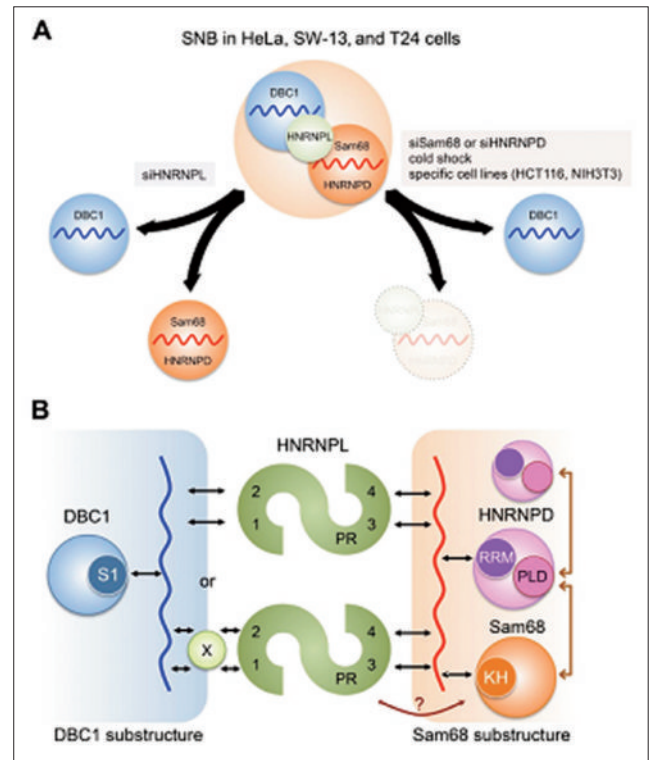 A
SNB in HeLa, SW-13, and T24 cells
DBC1
HNRNPL
Sam68
HNRNPD
siHNRNPL
siSam68 or siHNRNPD
cold shock
specific cell lines (HCT116, NIH3T3)
DBC1
DBC1
Sam68
HNRNPD
Sam68
HNRNPD
B
HNRNPL
DBC1
S1
2
1
PR
4
3
HNRNPD
RRM
PLD
or
X
2
1
PR
4
3
Sam68
KH
?
DBC1 substructure
Sam68 substructure